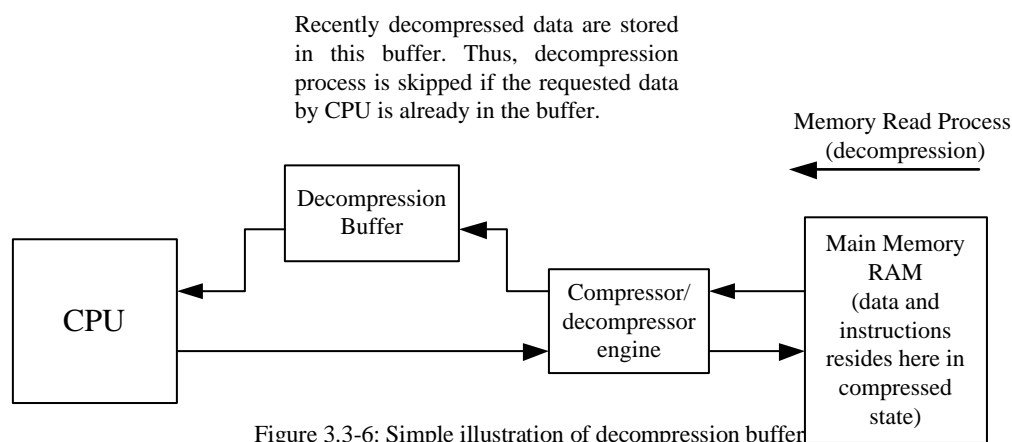 Recently decompressed data are stored
in this buffer. Thus, decompression
process is skipped if the requested data
by CPU is already in the buffer.
Memory Read Process
(decompression)
Decompression
Buffer
CPU
Compressor/
decompressor
engine
Main Memory
RAM
(data and
instructions
resides here in
compressed
state)
Figure 3.3-6: Simple illustration of decompression buffer